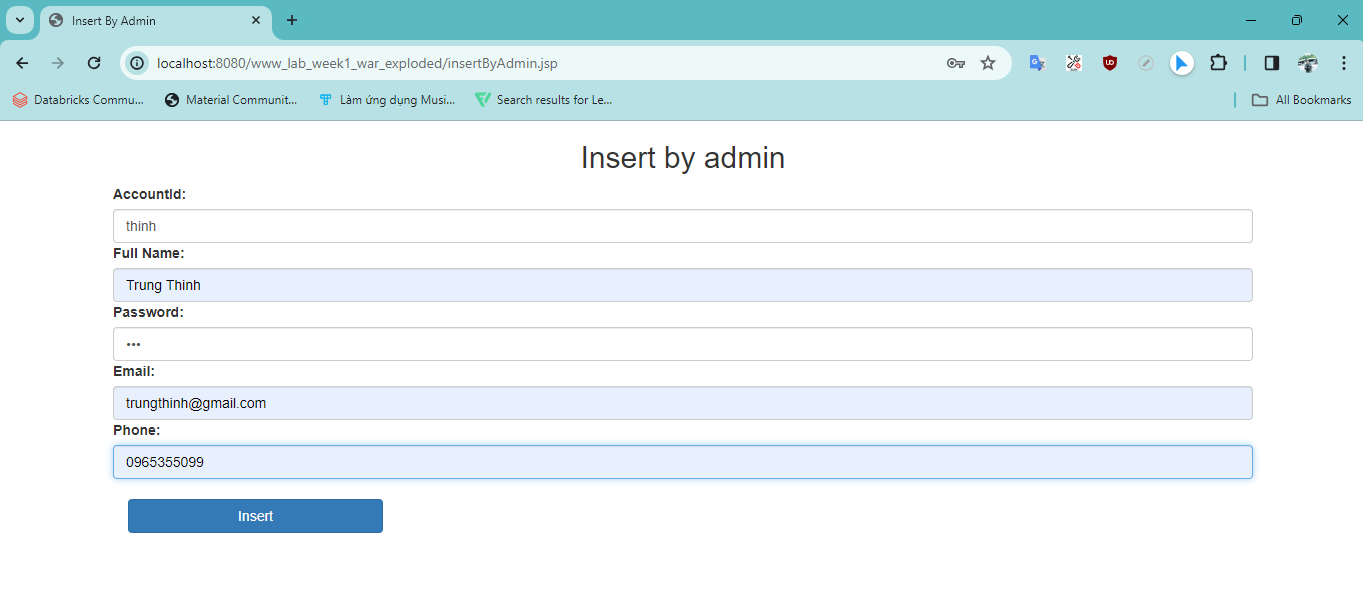 Insert By Admin
localhost:8080/www_lab_week1_war_exploded/insertByAdmin.jsp
Databricks Commu... Material Communit... Làm ứng dụng Musi... Search results for Le... All Bookmarks
Insert by admin
AccountId:
thinh
Full Name:
Trung Thinh
Password:
•••
Email:
trungthinh@gmail.com
Phone:
0965355099
Insert